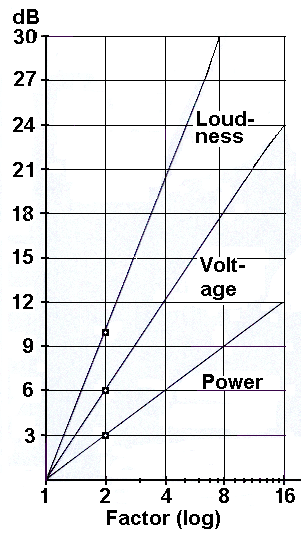 dB
30
27
24
Loud-
ness
21
18
15
Volt-
age
12
9
Power
6
3
1 2 4 8 16
Factor (log)